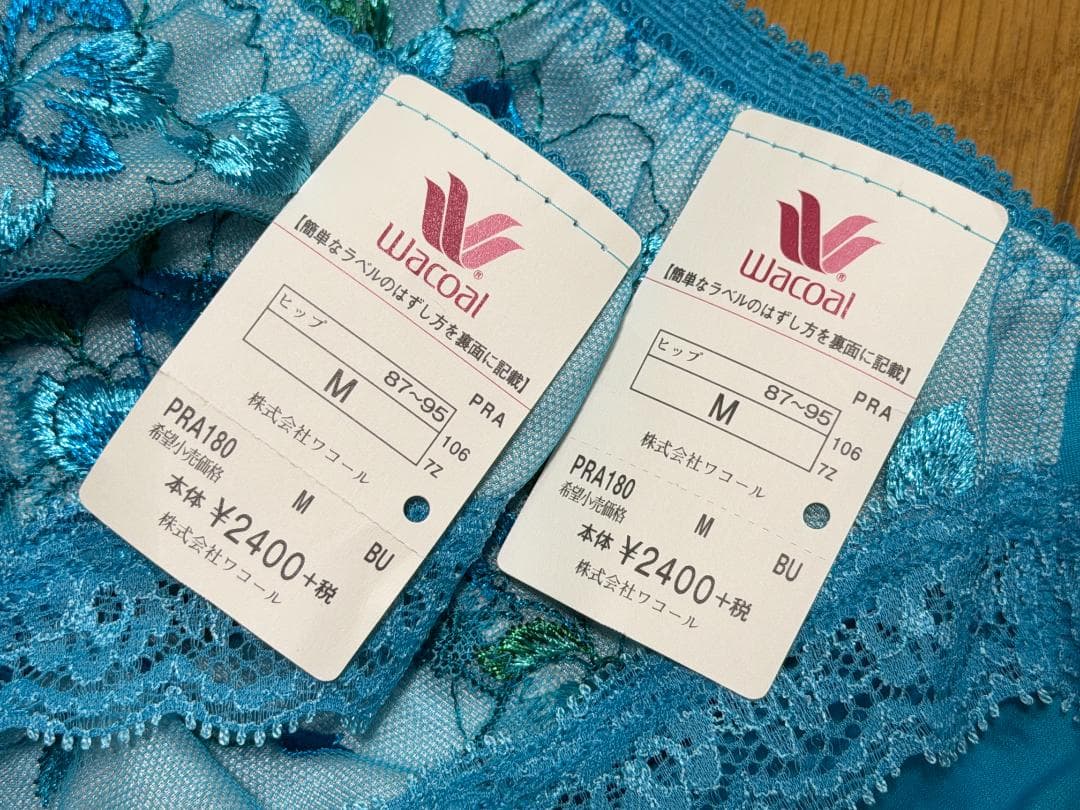 Wacoal®
【簡単なラベルのはずし方を裏面に記載】
ヒップ
87〜95
M
PRA
106
7Z
株式会社ワコール
PRA180
M
BU
希望小売価格
本体 ¥2400+税
株式会社ワコール
Wacoal®
【簡単なラベルのはずし方を裏面に記載】
ヒップ
87〜95
M
PRA
106
7Z
株式会社ワコール
PRA180
M
BU
希望小売価格
本体 ¥2400+税
株式会社ワコール